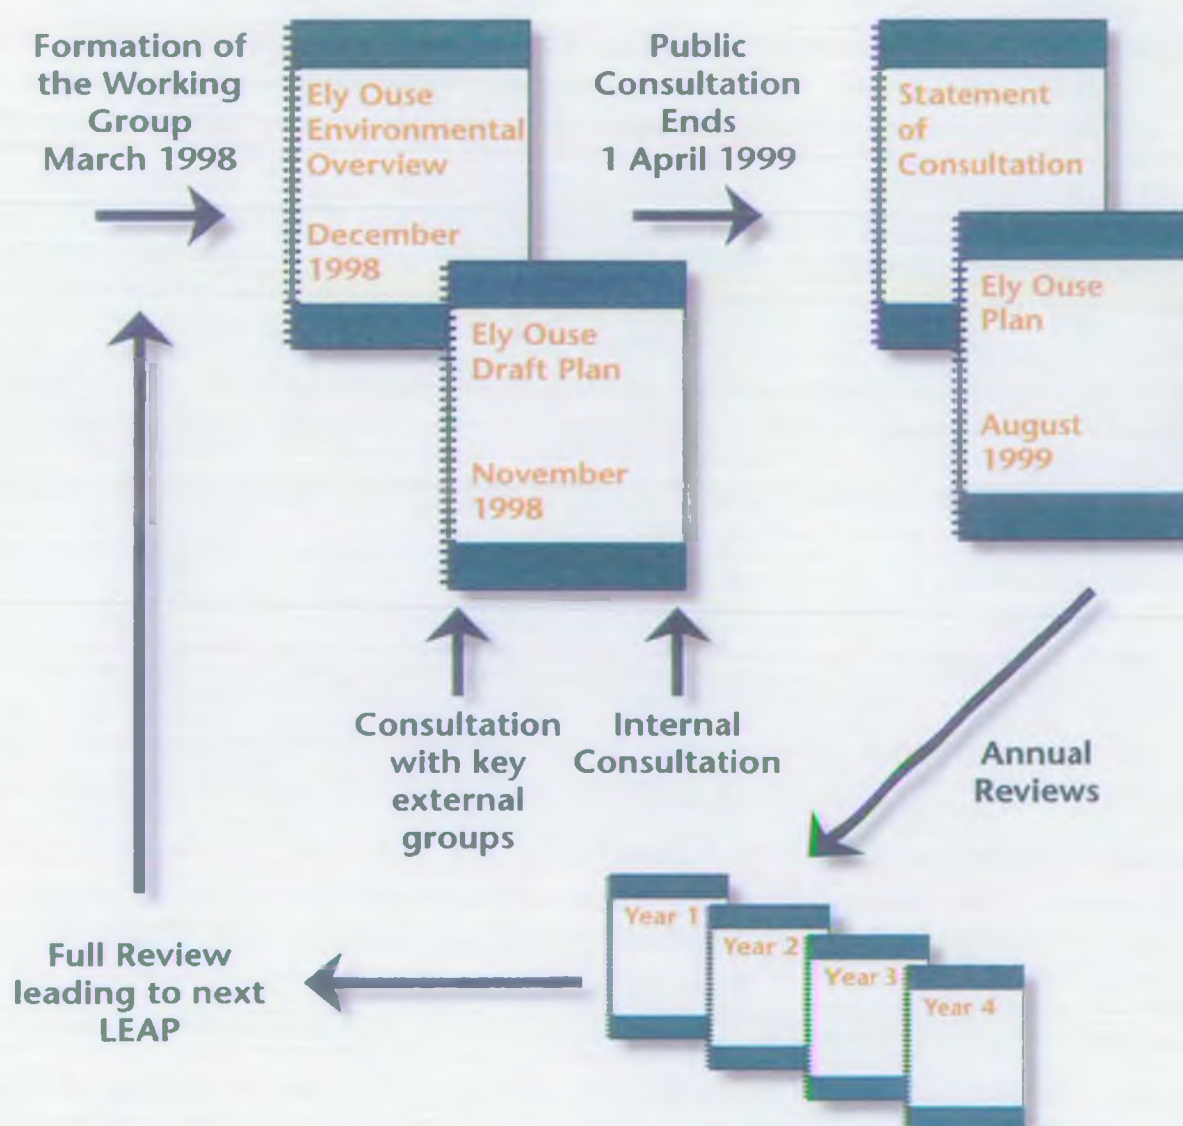 Formation of
the Working
Group
March 1998
Ely Ouse
Environmental
Overview
December
1998
Ely Ouse
Draft Plan
November
1998
Public
Consultation
Ends
1 April 1999
Statement
of
Consultation
Ely Ouse
Plan
August
1999
Consultation
with key
external
groups
Internal
Consultation
Annual
Reviews
Year 1
Year 2
Year 3
Year 4
Full Review
leading to next
LEAP